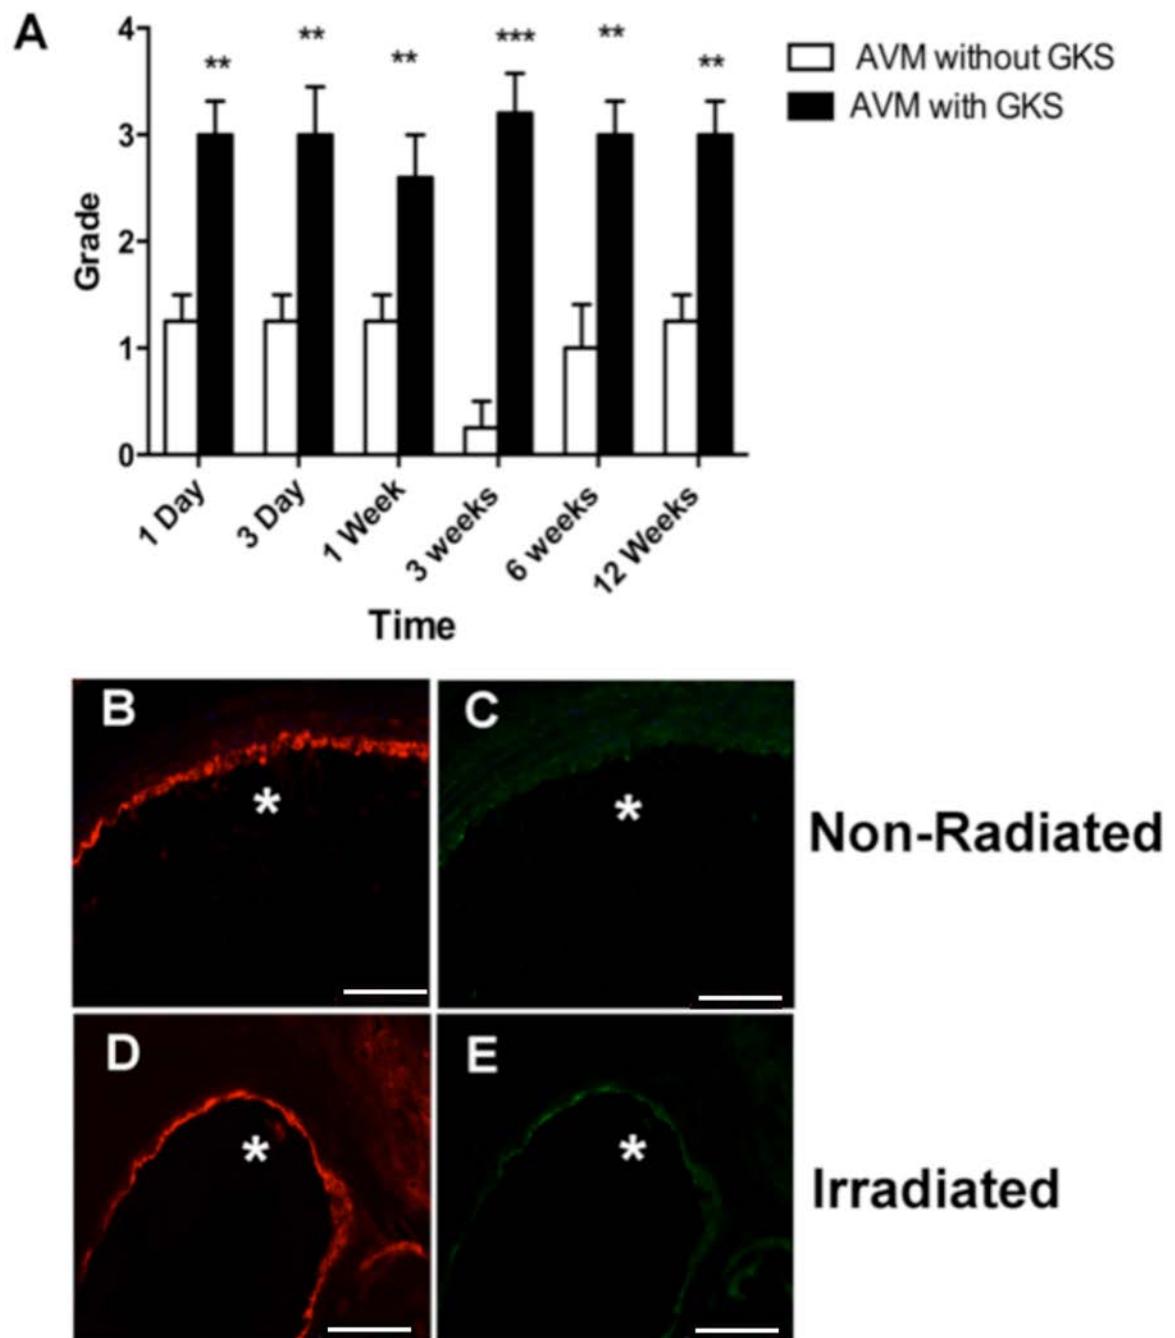 A
4
3
2
1
0
Grade
**
**
**
***
**
**
AVM without GKS
AVM with GKS
1 Day
3 Day
1 Week
3 weeks
6 weeks
12 Weeks
Time
B
*
C
*
Non-Radiated
D
*
E
*
Irradiated